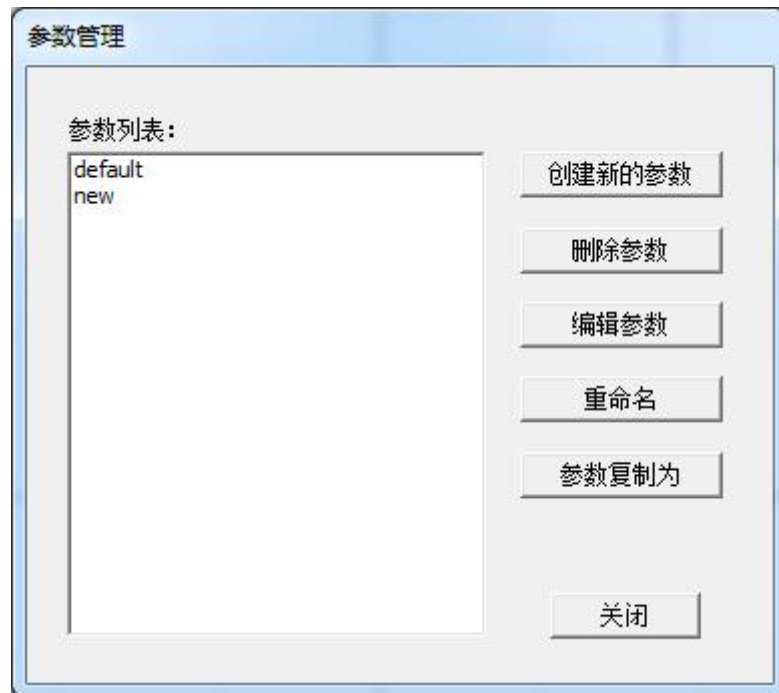 参数管理
参数列表：
default
new
创建新的参数
删除参数
编辑参数
重命名
参数复制为
关闭